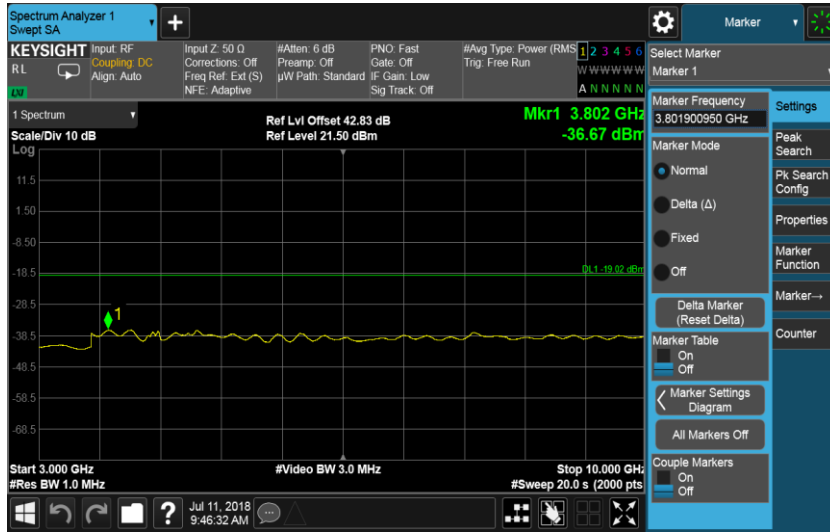 Spectrum Analyzer 1
Swept SA
+
Marker
KEYSIGHT
R L
LXI
Input: RF
Coupling: DC
Align: Auto
Input Z: 50 Ω
Corrections: Off
Freq Ref: Ext (S)
NFE: Adaptive
#Atten: 6 dB
Preamp: Off
µW Path: Standard
PNO: Fast
Gate: Off
IF Gain: Low
Sig Track: Off
#Avg Type: Power (RMS
Trig: Free Run
1 2 3 4 5 6
W W W W W W
A N N N N N
Select Marker
Marker 1
1 Spectrum
Scale/Div 10 dB
Log
Ref Lvl Offset 42.83 dB
Ref Level 21.50 dBm
Mkr1 3.802 GHz
-36.67 dBm
11.5
1.50
-8.50
-18.5
-28.5
-38.5
-48.5
-58.5
-68.5
DL1 -19.02 dBm
1
Start 3.000 GHz
#Res BW 1.0 MHz
#Video BW 3.0 MHz
Stop 10.000 GHz
#Sweep 20.0 s (2000 pts
Marker Frequency
3.801900950 GHz
Marker Mode
Normal
Delta (Δ)
Fixed
Off
Delta Marker
(Reset Delta)
Marker Table
On
Off
Marker Settings
Diagram
All Markers Off
Couple Markers
On
Off
Settings
Peak
Search
Pk Search
Config
Properties
Marker
Function
Marker→
Counter
?
Jul 11, 2018
9:46:32 AM